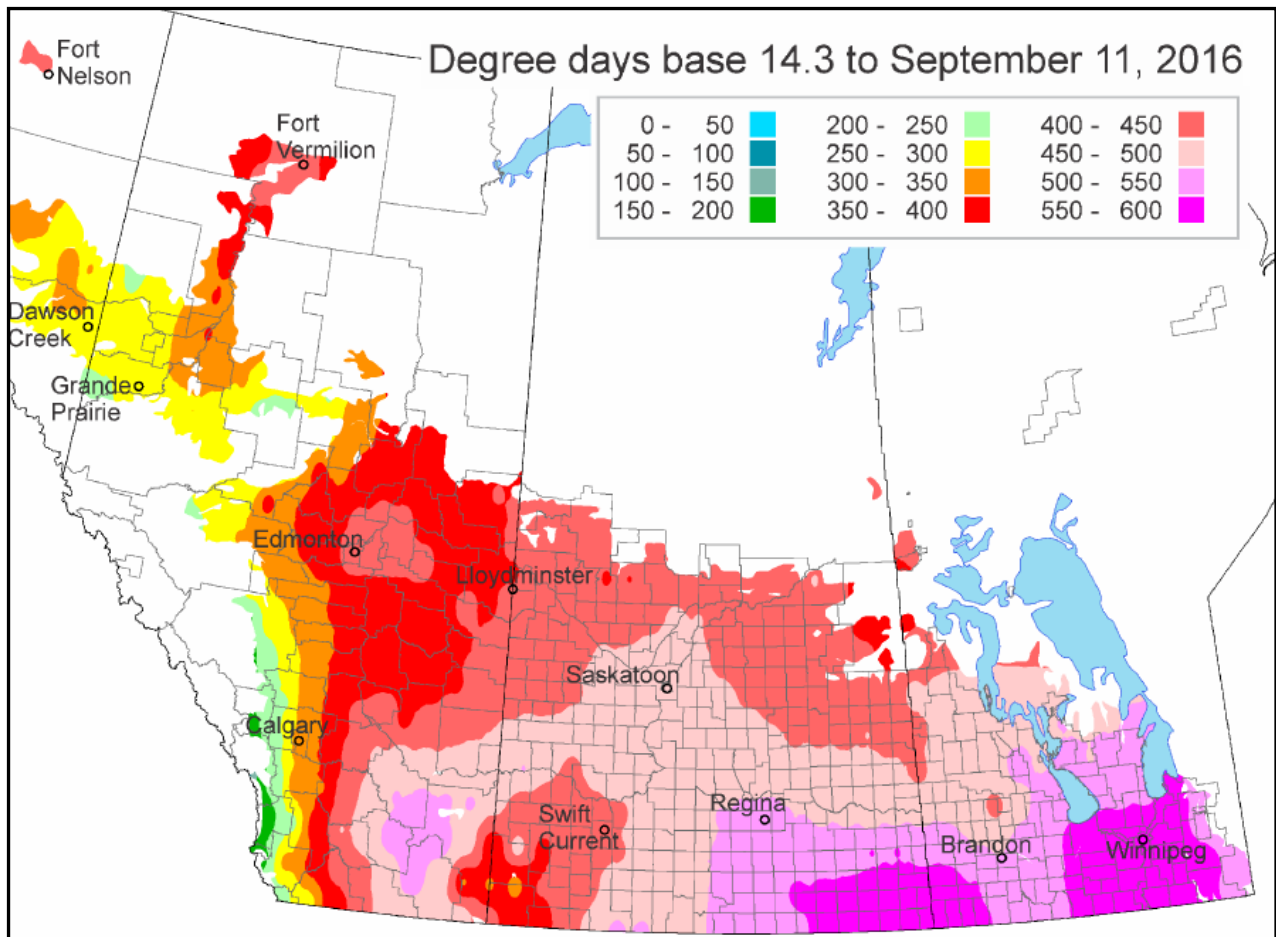 Degree days base 14.3 to September 11, 2016
0 - 50
50 - 100
100 - 150
150 - 200
200 - 250
250 - 300
300 - 350
350 - 400
400 - 450
450 - 500
500 - 550
550 - 600
Fort
Nelson
Fort
Vermilion
Dawson
Creek
Grande
Prairie
Edmonton
Lloydminster
Saskatoon
Calgary
Swift
Current
Regina
Brandon
Winnipeg